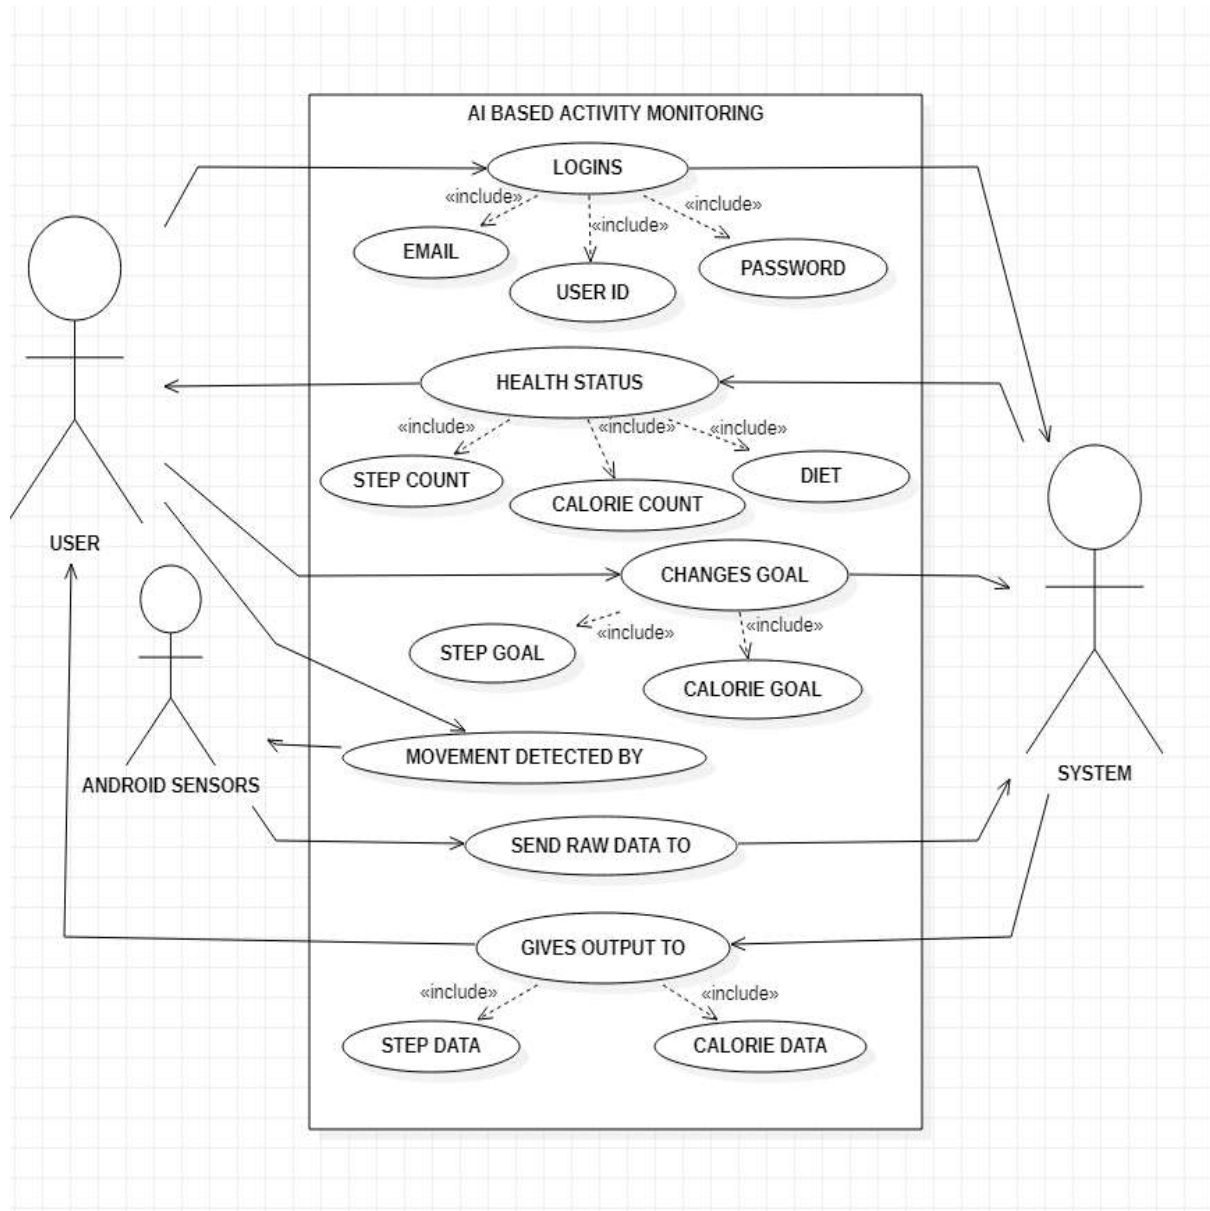 AI BASED ACTIVITY MONITORING
LOGINS
«include»
«include»
«include»
EMAIL
USER ID
PASSWORD
HEALTH STATUS
«include»
«include»
«include»
STEP COUNT
CALORIE COUNT
DIET
USER
CHANGES GOAL
«include»
«include»
STEP GOAL
CALORIE GOAL
MOVEMENT DETECTED BY
ANDROID SENSORS
SYSTEM
SEND RAW DATA TO
GIVES OUTPUT TO
«include»
«include»
STEP DATA
CALORIE DATA